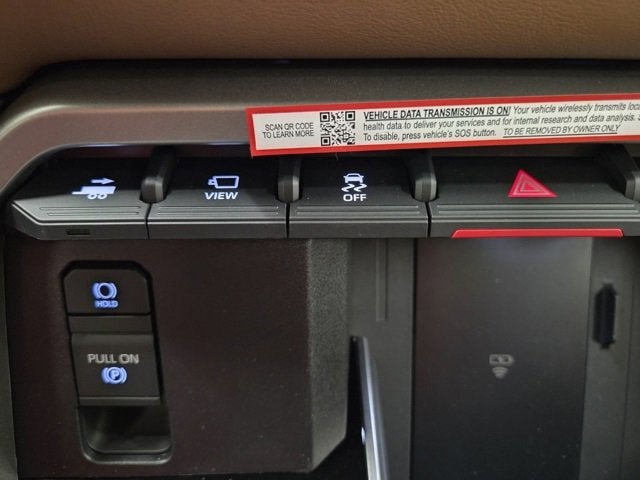 SCAN QR CODE
TO LEARN MORE
VEHICLE DATA TRANSMISSION IS ON! Your vehicle wirelessly transmits
health data to deliver your services and for internal research and data analysis.
To disable, press vehicle's SOS button. TO BE REMOVED BY OWNER ONLY
VIEW
OFF
HOLD
PULL ON
P